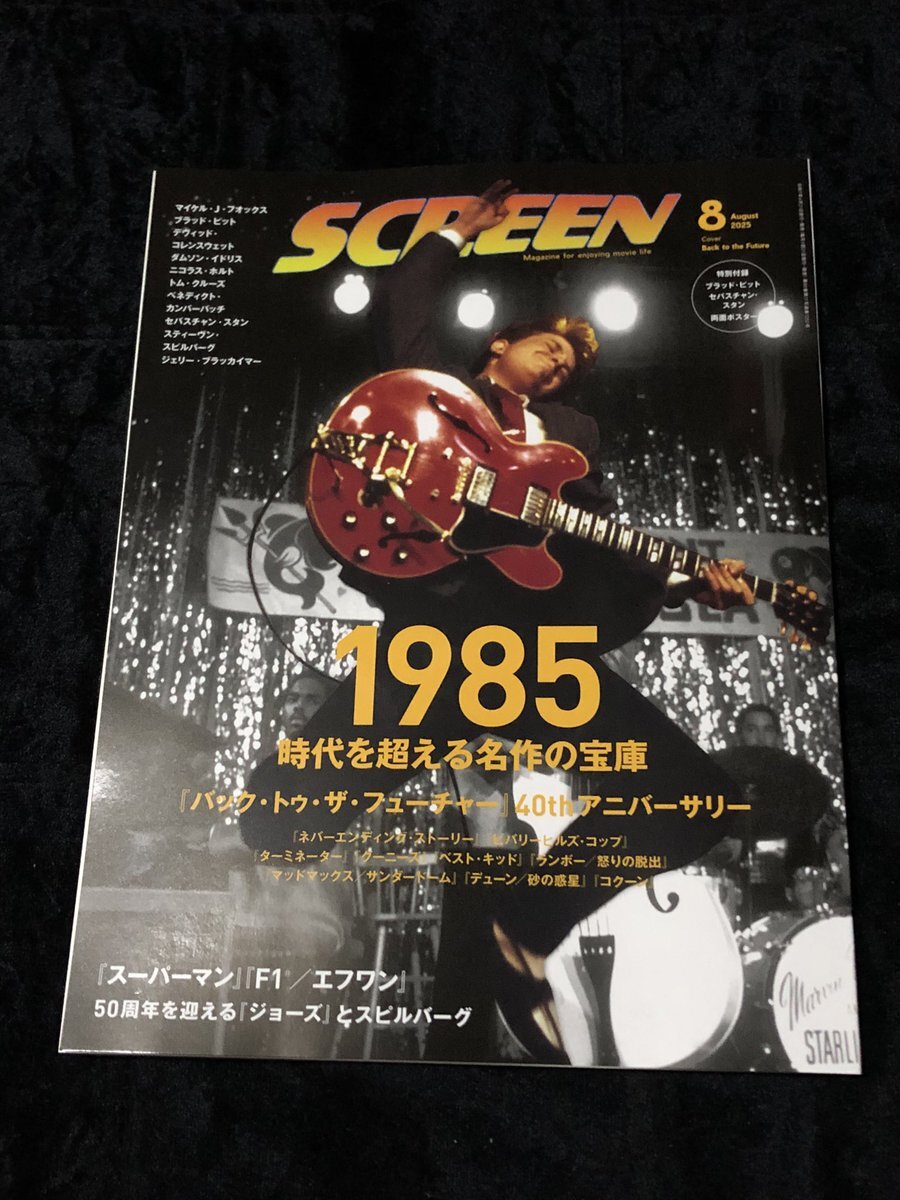 SCREEN
Magazine for enjoying movie life
8 August
2025
Cover
Back to the Future
特別付録
ブラッド・ピット
セバスチャン・
スタン
両面ポスター
マイケル・J・フォックス
ブラッド・ピット
デヴィッド・
コレンスウェット
ダムソン・イドリス
ニコラス・ホルト
トム・クルーズ
ベネディクト・
カンバーバッチ
セバスチャン・スタン
スティーヴン・
スピルバーグ
ジェリー・ブラッカイマー
1985
時代を超える名作の宝庫
『バック・トゥ・ザ・フューチャー』40thアニバーサリー
『ネバーエンディング・ストーリー』『ビバリーヒルズ・コップ』
『ターミネーター』『グーニーズ』『ベスト・キッド』『ランボー/怒りの脱出』
『マッドマックス/サンダードーム』『デューン/砂の惑星』『コクーン』
『スーパーマン』『F1®/エフワン』
50周年を迎える『ジョーズ』とスピルバーグ
Marvin
STARLI